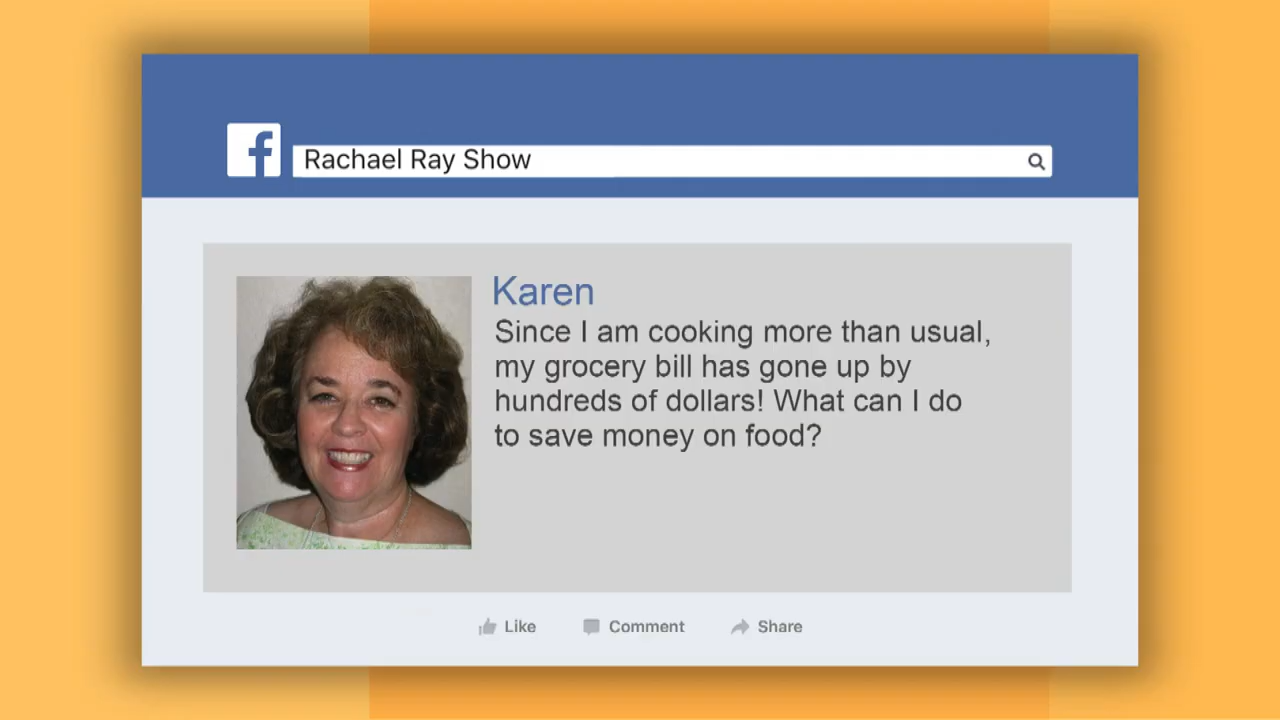 Rachael Ray Show
Karen
Since I am cooking more than usual,
my grocery bill has gone up by
hundreds of dollars! What can I do
to save money on food?
Like Comment Share